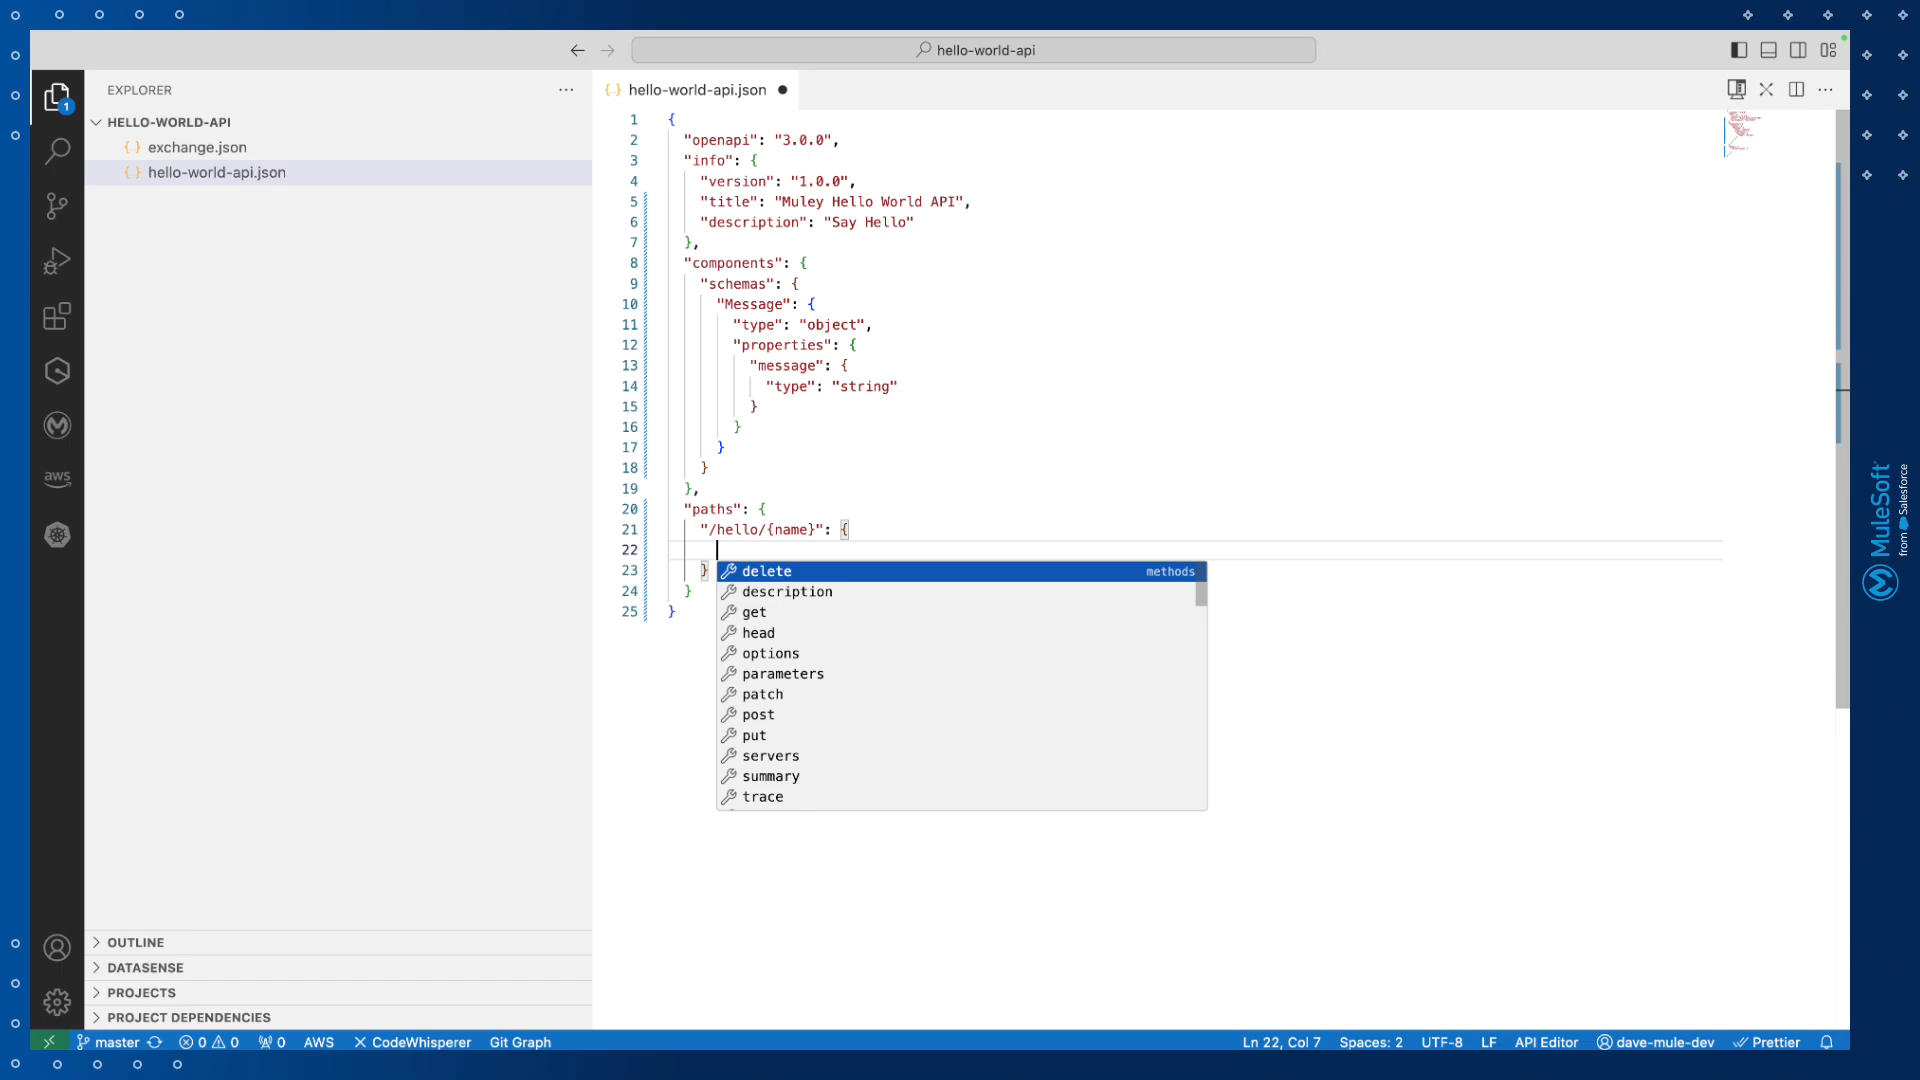 hello-world-api
1
EXPLORER
HELLO-WORLD-API
{} exchange.json
{} hello-world-api.json
aws
OUTLINE
DATASENSE
PROJECTS
PROJECT DEPENDENCIES
{} hello-world-api.json
1 {
2 "openapi": "3.0.0",
3 "info": {
4 "version": "1.0.0",
5 "title": "Muley Hello World API",
6 "description": "Say Hello"
7 },
8 "components": {
9 "schemas": {
10 "Message": {
11 "type": "object",
12 "properties": {
13 "message": {
14 "type": "string"
15 }
16 }
17 }
18 }
19 },
20 "paths": {
21 "/hello/{name}": {
22
23 }
24 }
25 }
delete methods
description
get
head
options
parameters
patch
post
put
servers
summary
trace
MuleSoft
from Salesforce
master 0 0 0 AWS CodeWhisperer Git Graph Ln 22, Col 7 Spaces: 2 UTF-8 LF API Editor dave-mule-dev Prettier